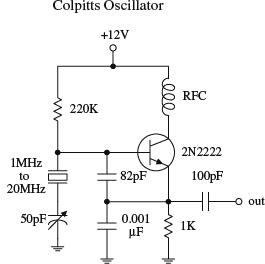 Colpitts Oscillator
+12V
RFC
220K
2N2222
1MHz
to
20MHz
82pF
100pF
out
50pF
0.001
µF
1K